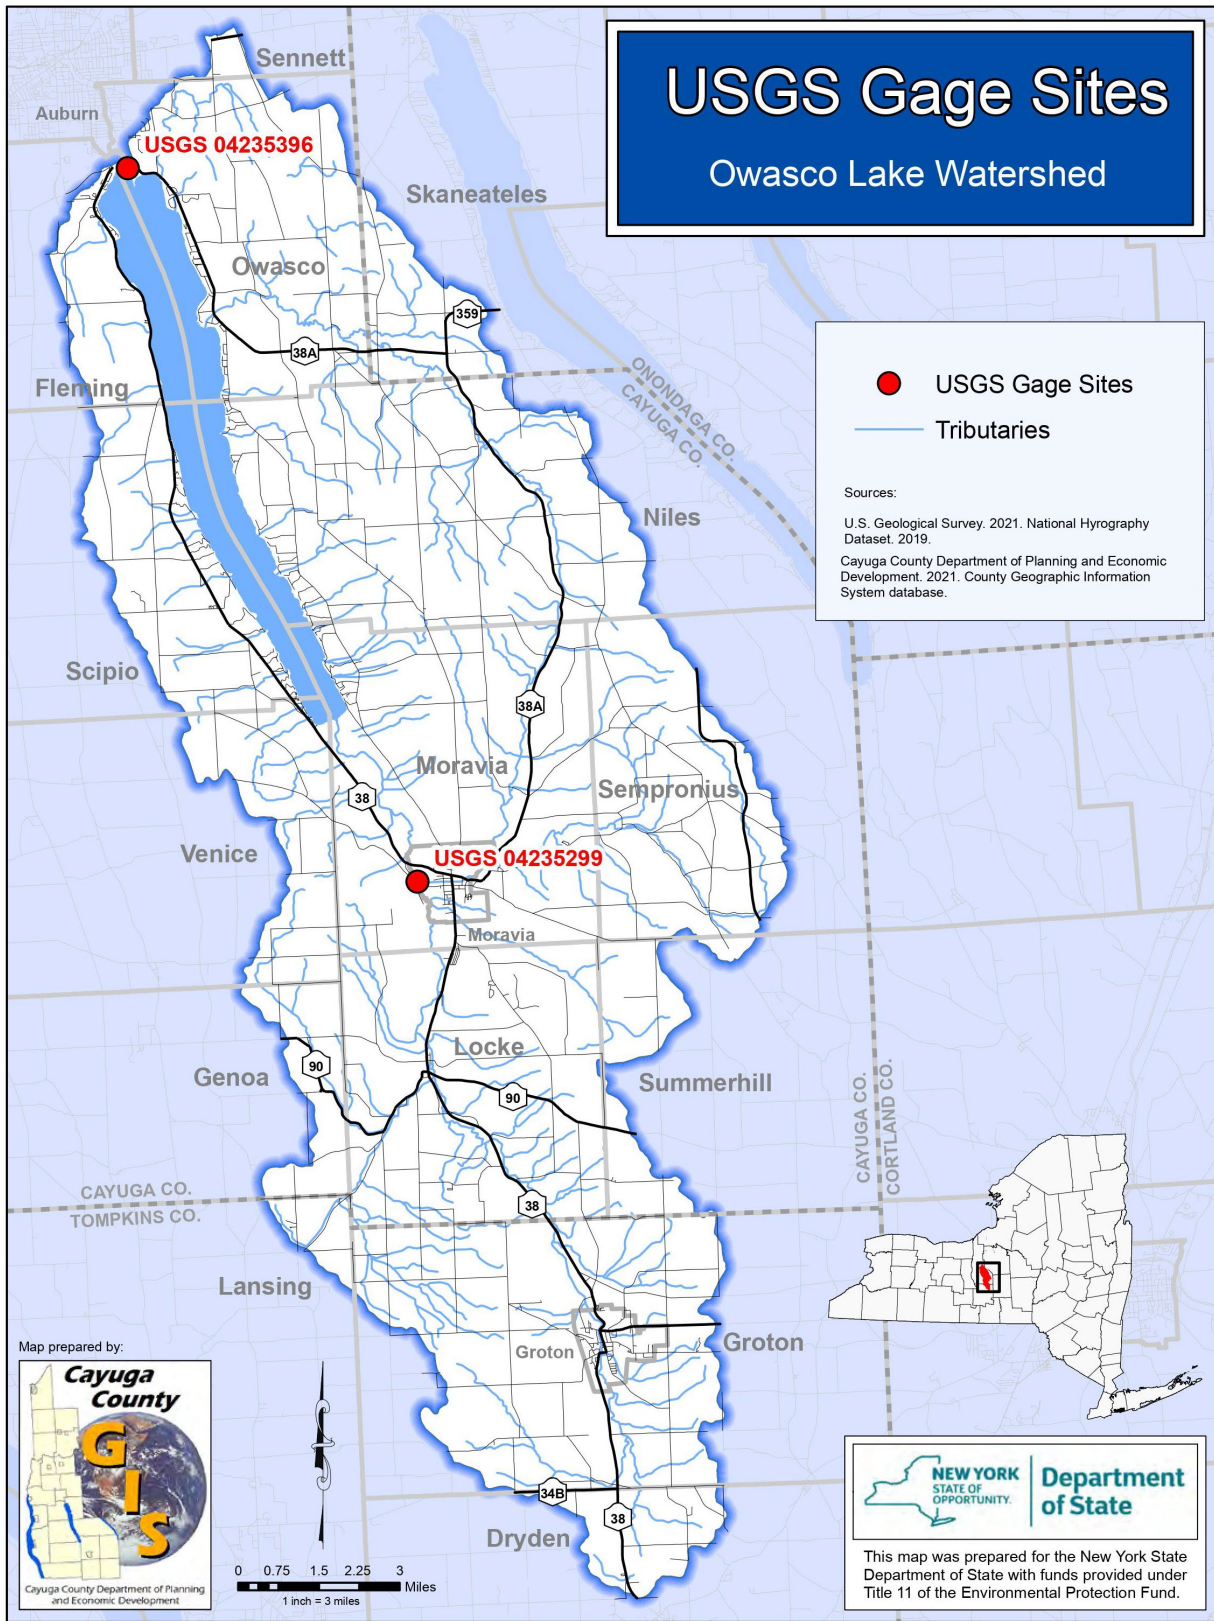 USGS Gage Sites
Owasco Lake Watershed
Sennett
Auburn
USGS 04235396
Skaneateles
Owasco
359
38A
Fleming
ONONDAGA CO.
CAYUGA CO.
USGS Gage Sites
Tributaries
Sources:
U.S. Geological Survey. 2021. National Hyrography
Dataset. 2019.
Cayuga County Department of Planning and Economic
Development. 2021. County Geographic Information
System database.
Niles
Scipio
38A
Moravia
Sempronius
38
Venice
USGS 04235299
Moravia
Locke
90
Genoa
Summerhill
90
CAYUGA CO.
CORTLAND CO.
CAYUGA CO.
TOMPKINS CO.
38
Lansing
Groton
Groton
Map prepared by:
Cayuga
County
GIS
Cayuga County Department of Planning
and Economic Development
34B
38
Dryden
0 0.75 1.5 2.25 3
Miles
1 inch = 3 miles
NEW YORK
STATE OF
OPPORTUNITY.
Department
of State
This map was prepared for the New York State
Department of State with funds provided under
Title 11 of the Environmental Protection Fund.